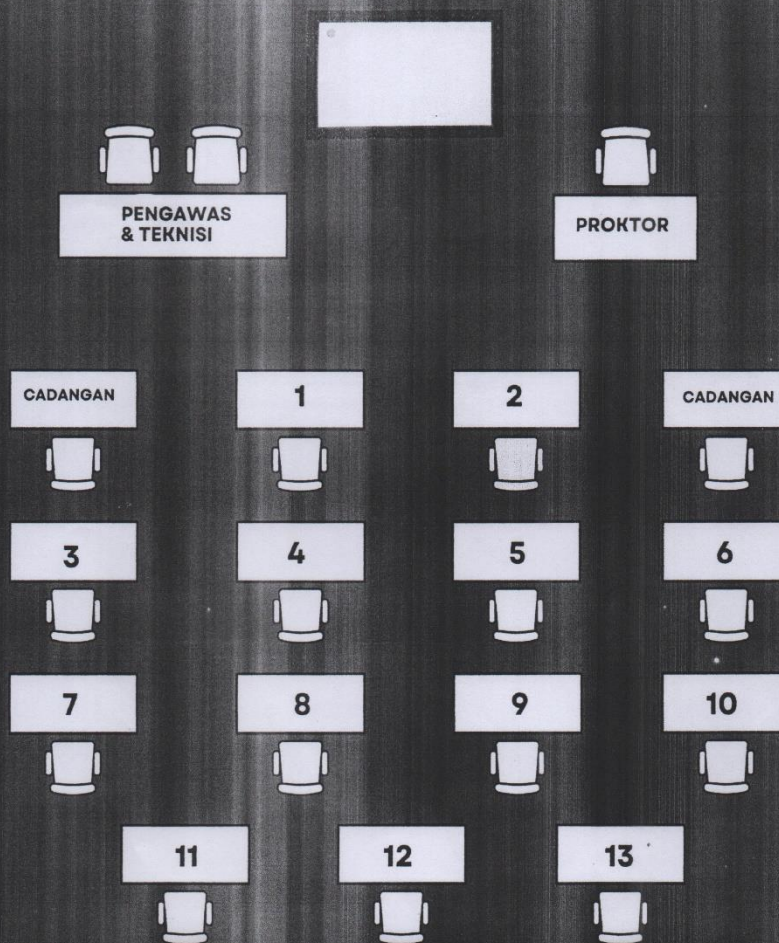 PENGAWAS
& TEKNISI
PROKTOR
CADANGAN
1
2
CADANGAN
3
4
5
6
7
8
9
10
11
12
13